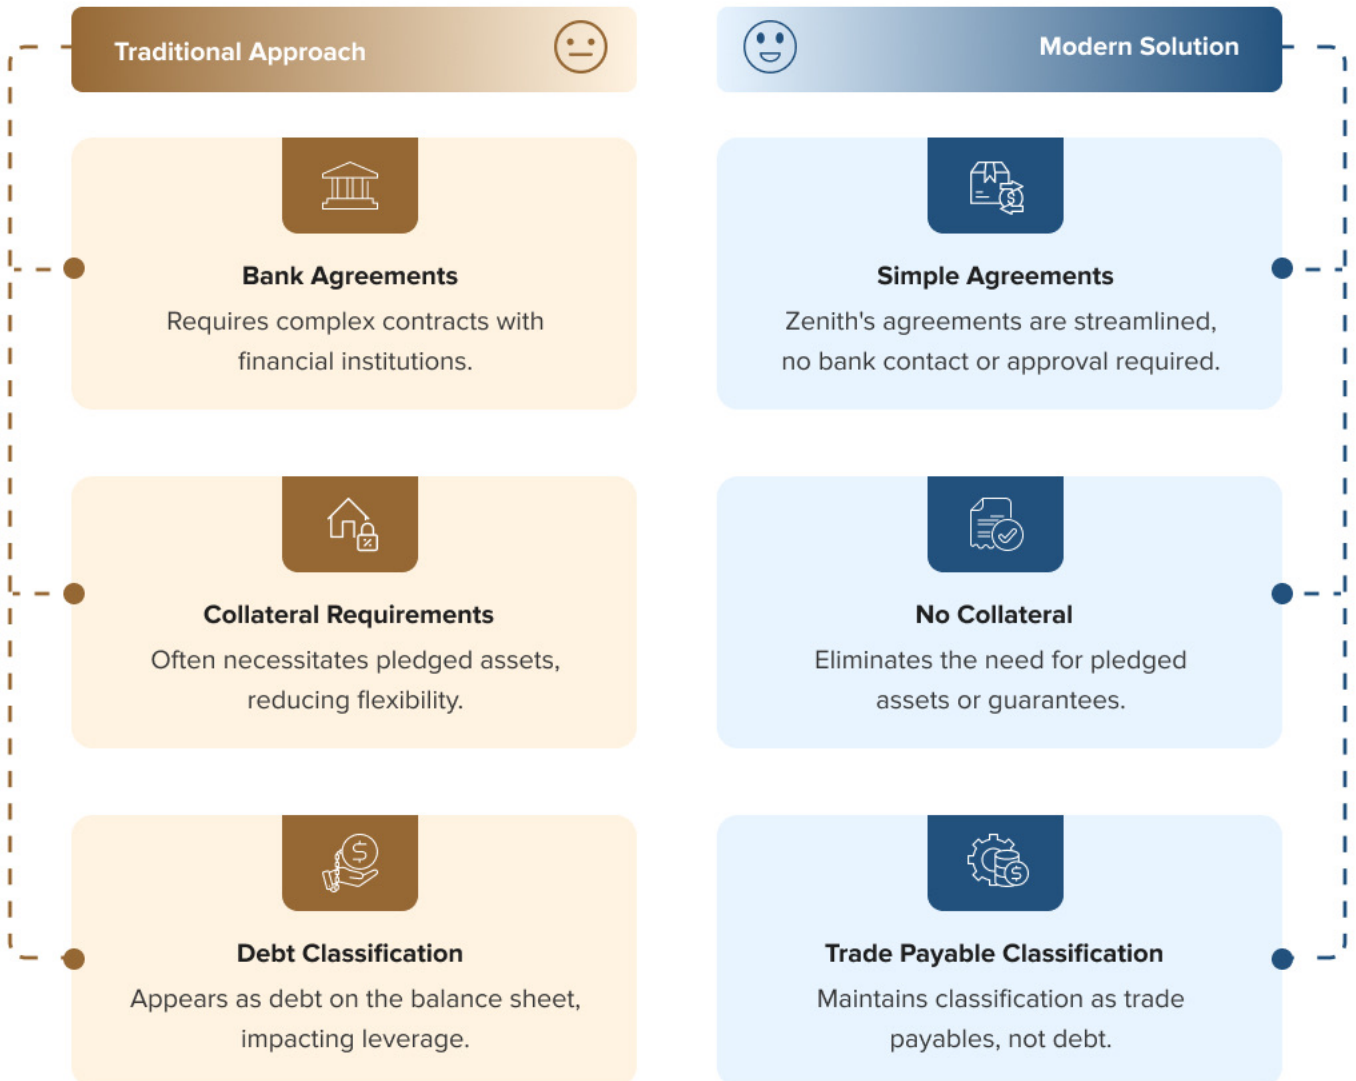 Traditional Approach
Modern Solution
Bank Agreements
Requires complex contracts with
financial institutions.
Simple Agreements
Zenith's agreements are streamlined,
no bank contact or approval required.
Collateral Requirements
Often necessitates pledged assets,
reducing flexibility.
No Collateral
Eliminates the need for pledged
assets or guarantees.
Debt Classification
Appears as debt on the balance sheet,
impacting leverage.
Trade Payable Classification
Maintains classification as trade
payables, not debt.